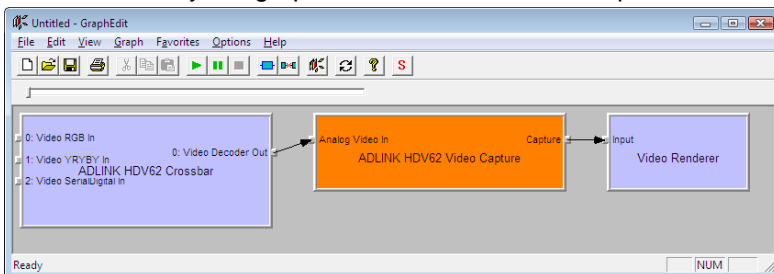 Untitled - GraphEdit
File Edit View Graph Favorites Options Help
S
0: Video RGB In
1: Video YRYBY In
2: Video SerialDigital In
0: Video Decoder Out
ADLINK HDV62 Crossbar
Analog Video In
Capture
ADLINK HDV62 Video Capture
Input
Video Renderer
Ready
NUM